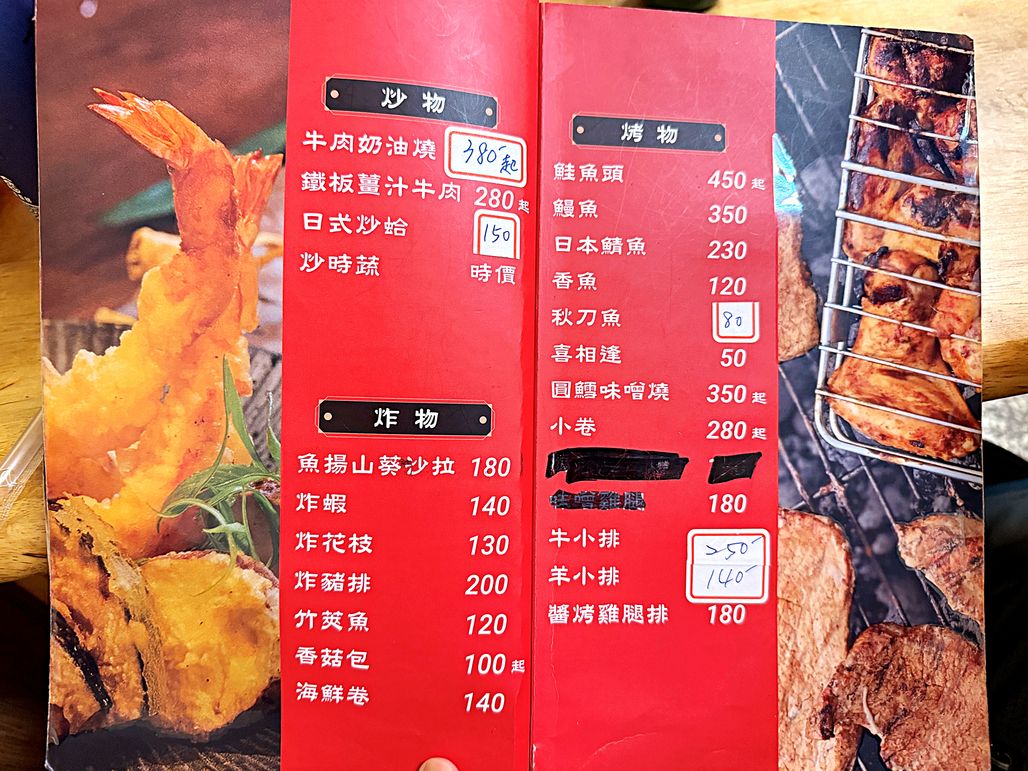 炒物
牛肉奶油燒 380起
鐵板薑汁牛肉 280起
日式炒蛤 150
炒時蔬 時價
炸物
魚揚山葵沙拉 180
炸蝦 140
炸花枝 130
炸豬排 200
竹莢魚 120
香菇包 100起
海鮮卷 140
烤物
鮭魚頭 450起
鰻魚 350
日本鯖魚 230
香魚 120
秋刀魚 80
喜相逢 50
圓鱈味噌燒 350起
小卷 280起
味噌雞腿 180
牛小排 250
羊小排 140
醬烤雞腿排 180